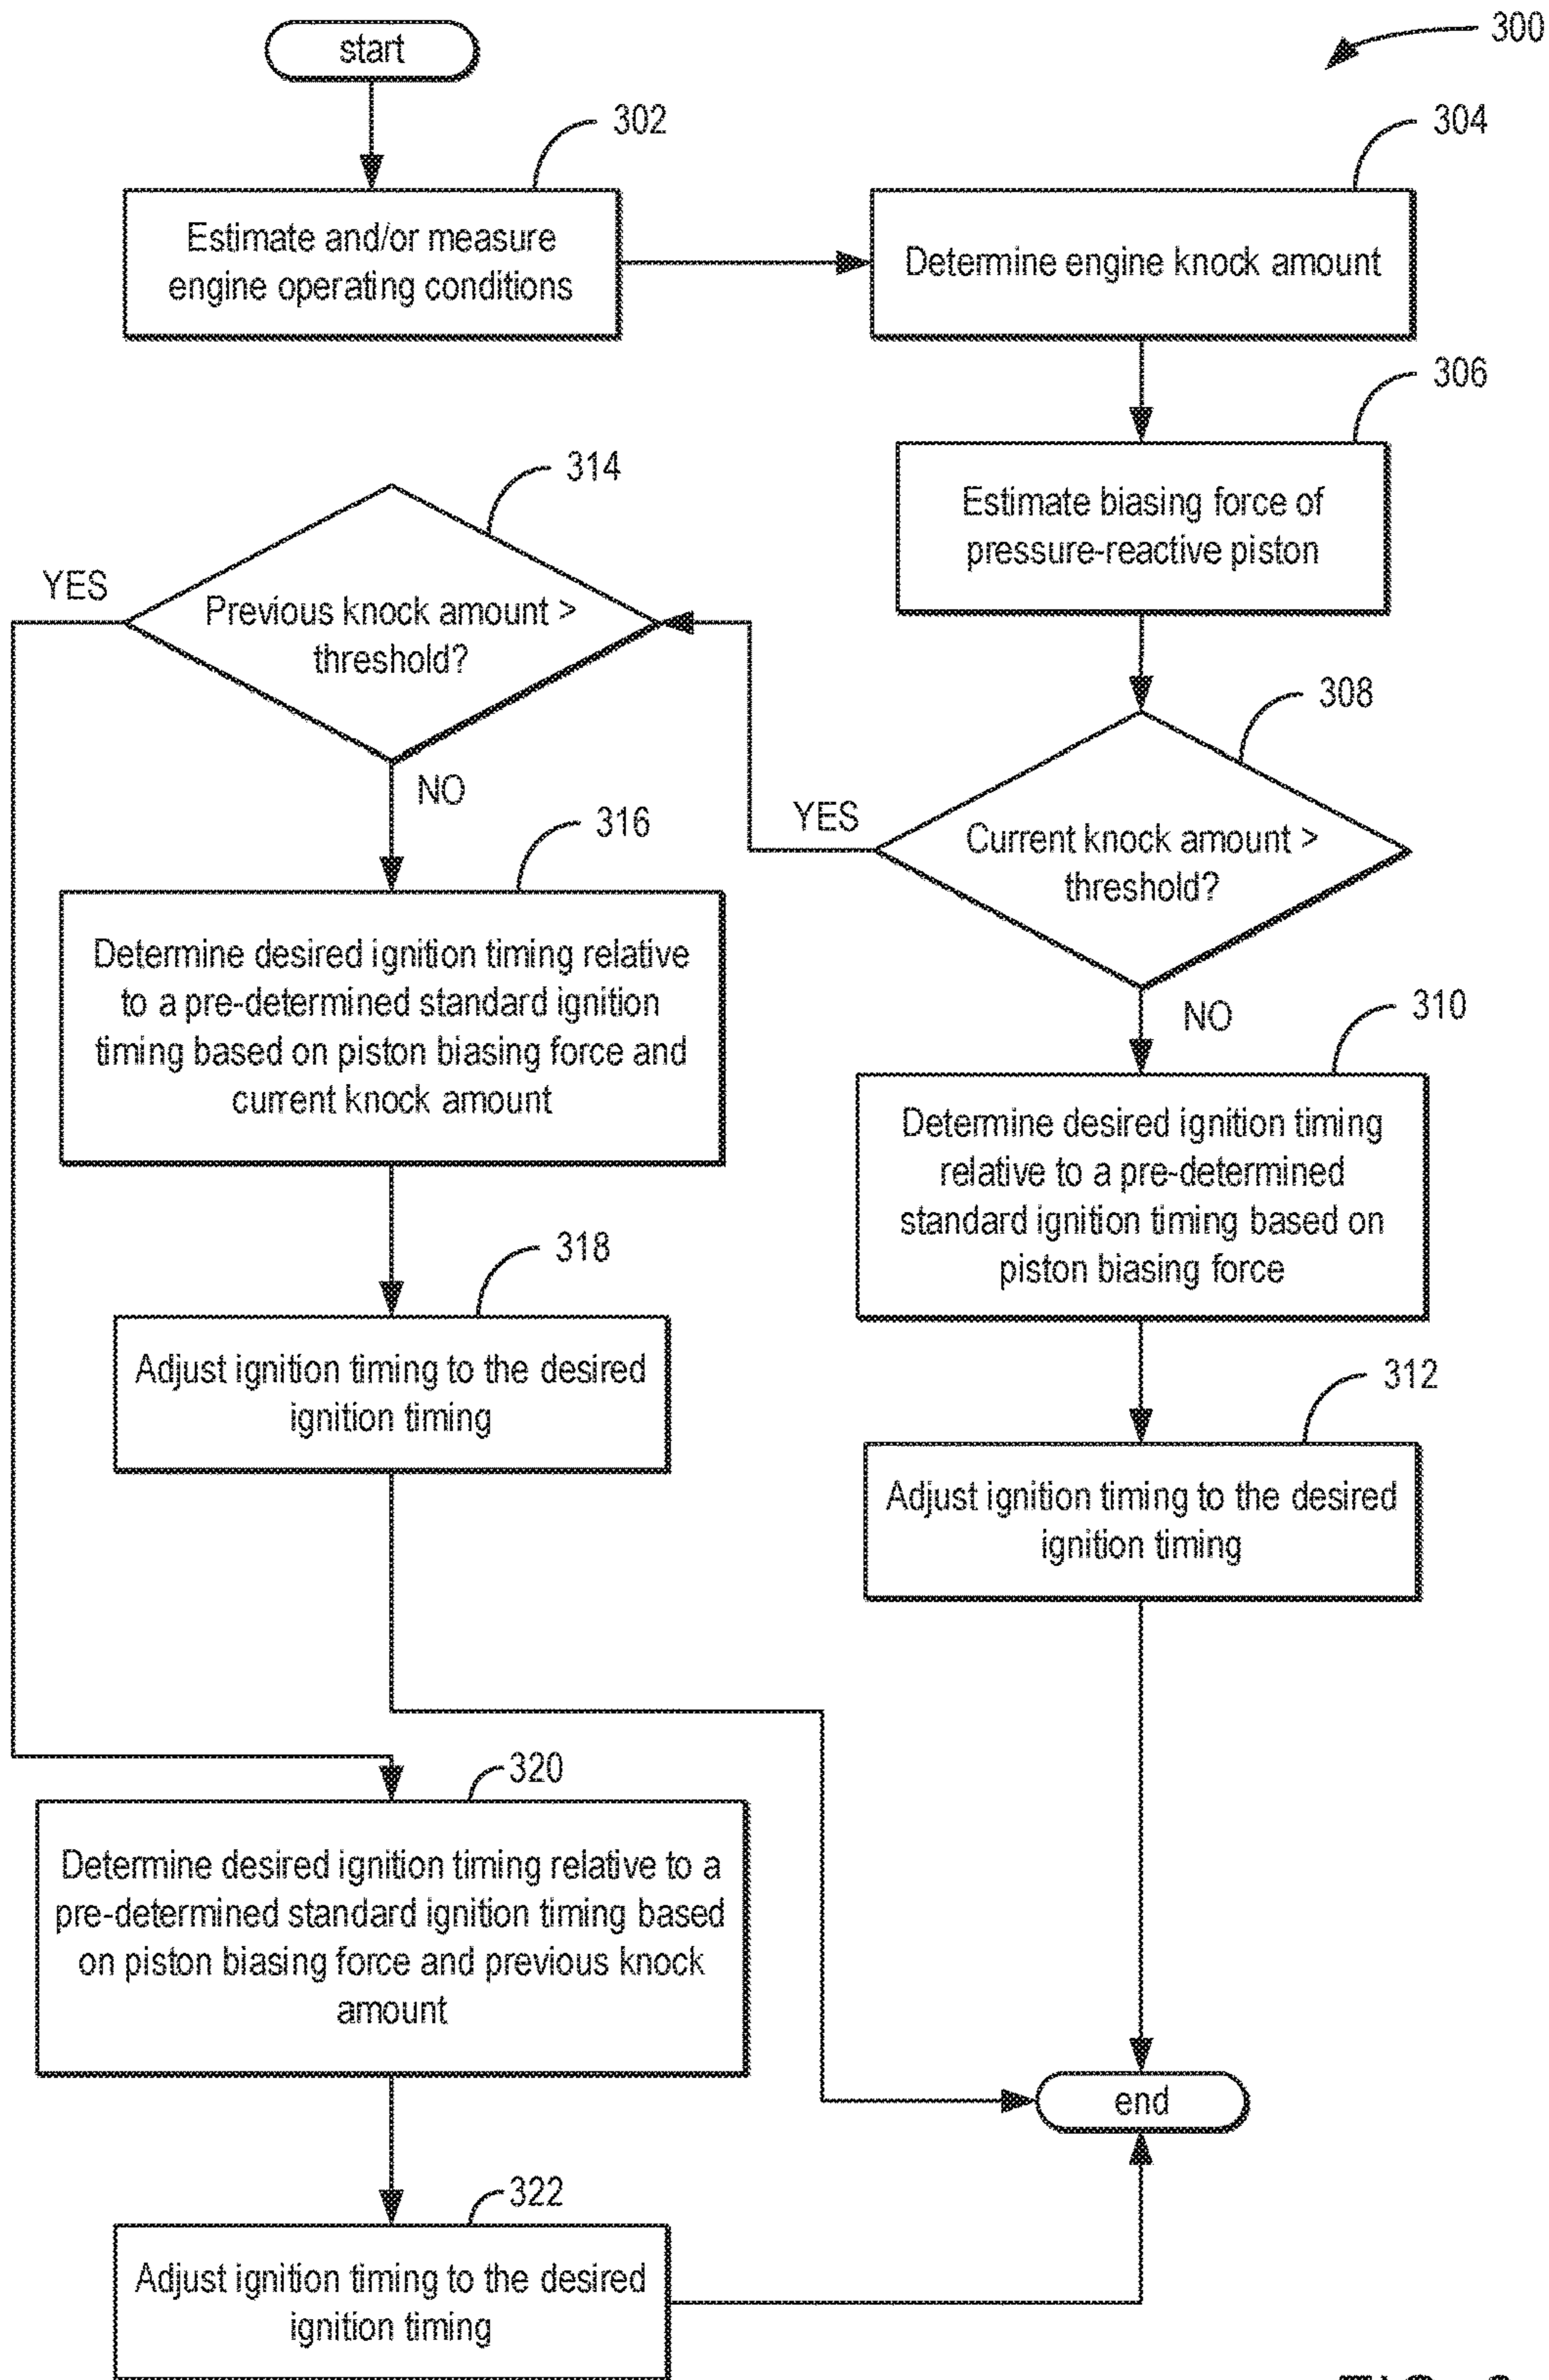 start
300
302
Estimate and/or measure
engine operating conditions
304
Determine engine knock amount
306
Estimate biasing force of
pressure-reactive piston
308
Current knock amount >
threshold?
YES
NO
310
Determine desired ignition timing
relative to a pre-determined
standard ignition timing based on
piston biasing force
312
Adjust ignition timing to the desired
ignition timing
314
Previous knock amount >
threshold?
YES
NO
316
Determine desired ignition timing relative
to a pre-determined standard ignition
timing based on piston biasing force and
current knock amount
318
Adjust ignition timing to the desired
ignition timing
320
Determine desired ignition timing relative to a
pre-determined standard ignition timing based
on piston biasing force and previous knock
amount
322
Adjust ignition timing to the desired
ignition timing
end